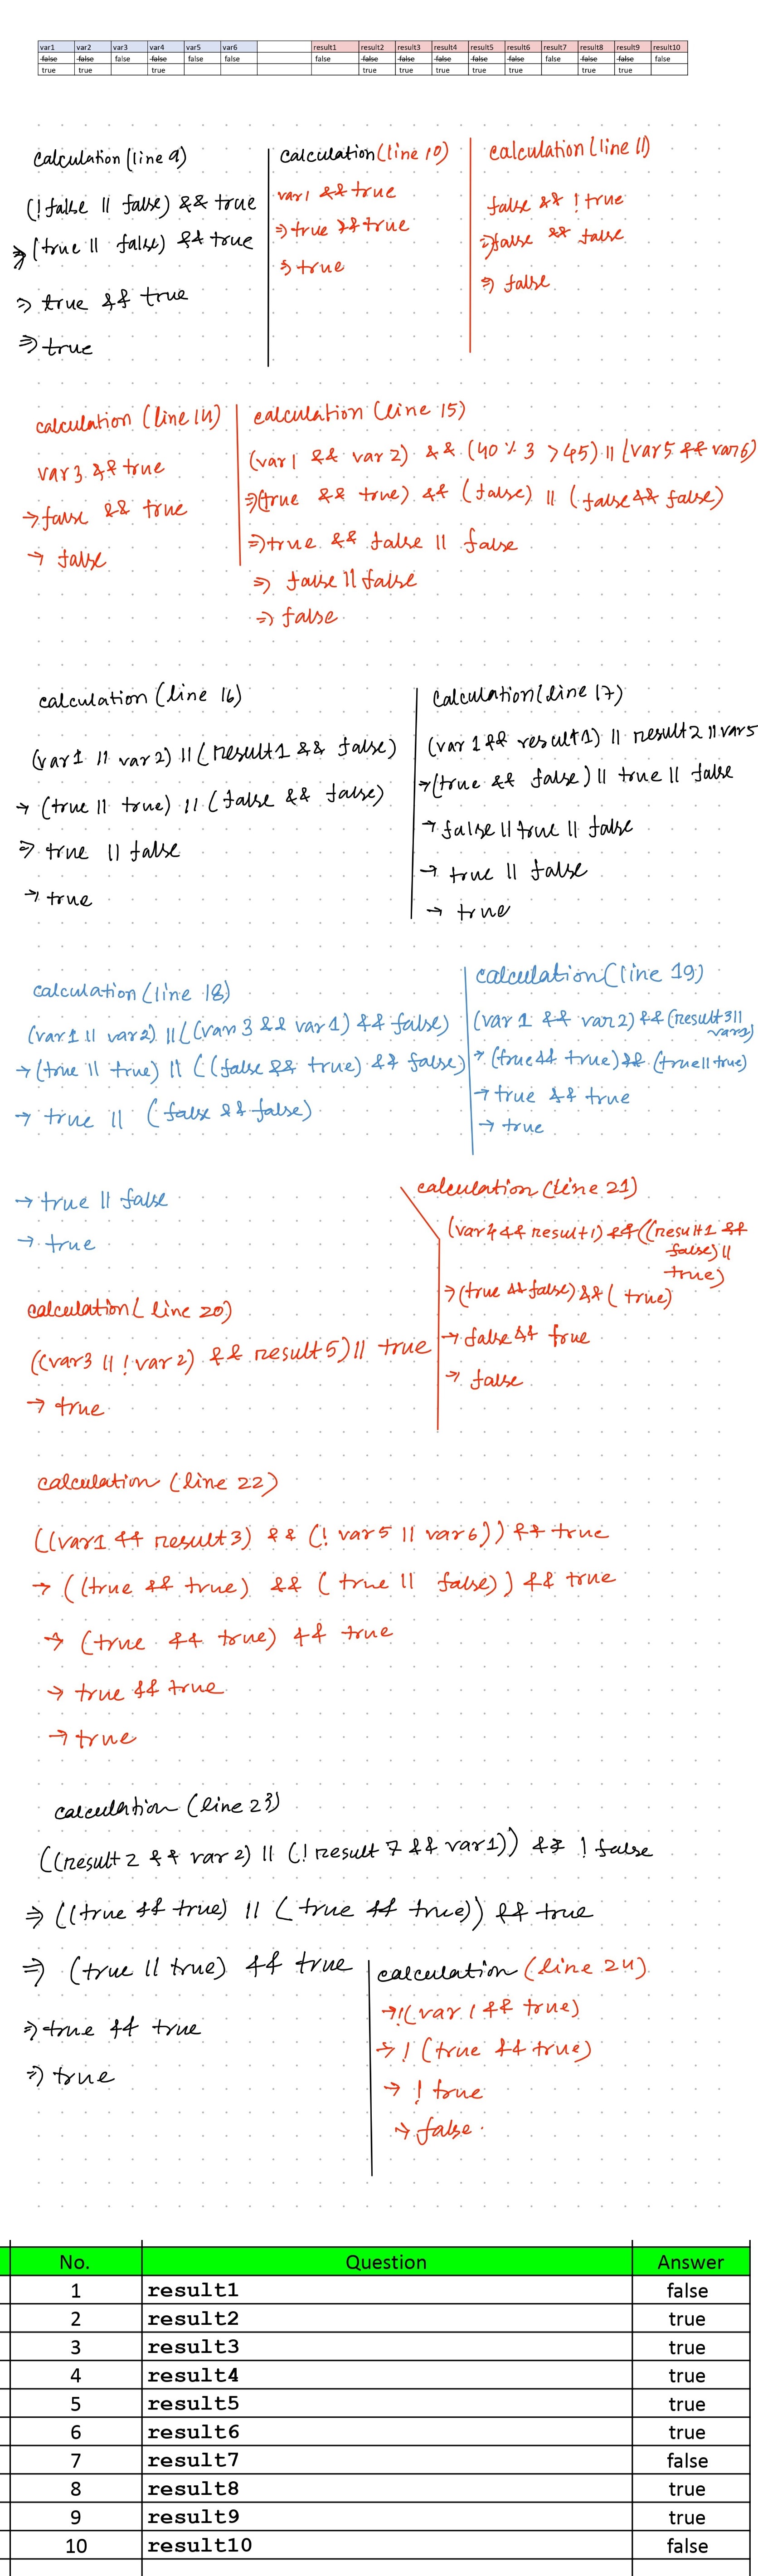 var1 var2 var3 var4 var5 var6 result1 result2 result3 result4 result5 result6 result7 result8 result9 result10
false false false false false false false false false false false false false false false false
true true true true true true true true true true
calculation (line 9)
(! false || false) && true
⇒ (true || false) && true
⇒ true && true
⇒ true
calculation (line 10)
var1 && true
⇒ true && true
⇒ true
calculation (line 11)
false && ! true
⇒ false && false
⇒ false
calculation (line 14)
var3 && true
→ false && true
→ false
calculation (line 15)
(var1 && var2) && (40 % 3 > 45) || (var5 && var6)
⇒ (true && true) && (false) || (false && false)
⇒ true && false || false
⇒ false || false
⇒ false
calculation (line 16)
(var1 || var2) || (result1 && false)
→ (true || true) || (false && false)
⇒ true || false
→ true
calculation (line 17)
(var1 && result1) || result2 || var5
→ (true && false) || true || false
→ false || true || false
→ true || false
→ true
calculation (line 18)
(var1 || var2) || ((var3 && var1) && false)
→ (true || true) || ((false && true) && false)
→ true || (false && false)
→ true || false
→ true
calculation (line 19)
(var1 && var2) && (result3 ||
→ (true && true) && (true || true)
→ true && true
→ true
calculation (line 20)
((var3 || ! var2) && result5) || true
→ true
calculation (line 21)
(var4 && result1) && ((result1 &&
false) ||
true)
⇒ (true && false) && (true)
→ false && true
→ false
calculation (line 22)
((var1 && result3) && (! var5 || var6)) && true
→ ((true && true) && (true || false)) && true
→ (true && true) && true
→ true && true
→ true
calculation (line 23)
((result2 && var2) || (! result7 && var1)) && ! false
⇒ ((true && true) || (true && true)) && true
⇒ (true || true) && true
⇒ true && true
⇒ true
calculation (line 24)
→ !(var1 && true)
→ ! (true && true)
→ ! true
→ false.
No. Question Answer
1 result1 false
2 result2 true
3 result3 true
4 result4 true
5 result5 true
6 result6 true
7 result7 false
8 result8 true
9 result9 true
10 result10 false